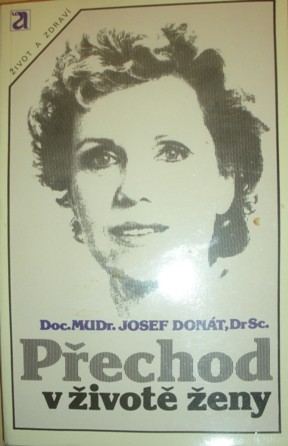 ŽIVOT A ZDRAVÍ
Doc.MUDr. JOSEF DONÁT, DrSc.
Přechod
v životě ženy